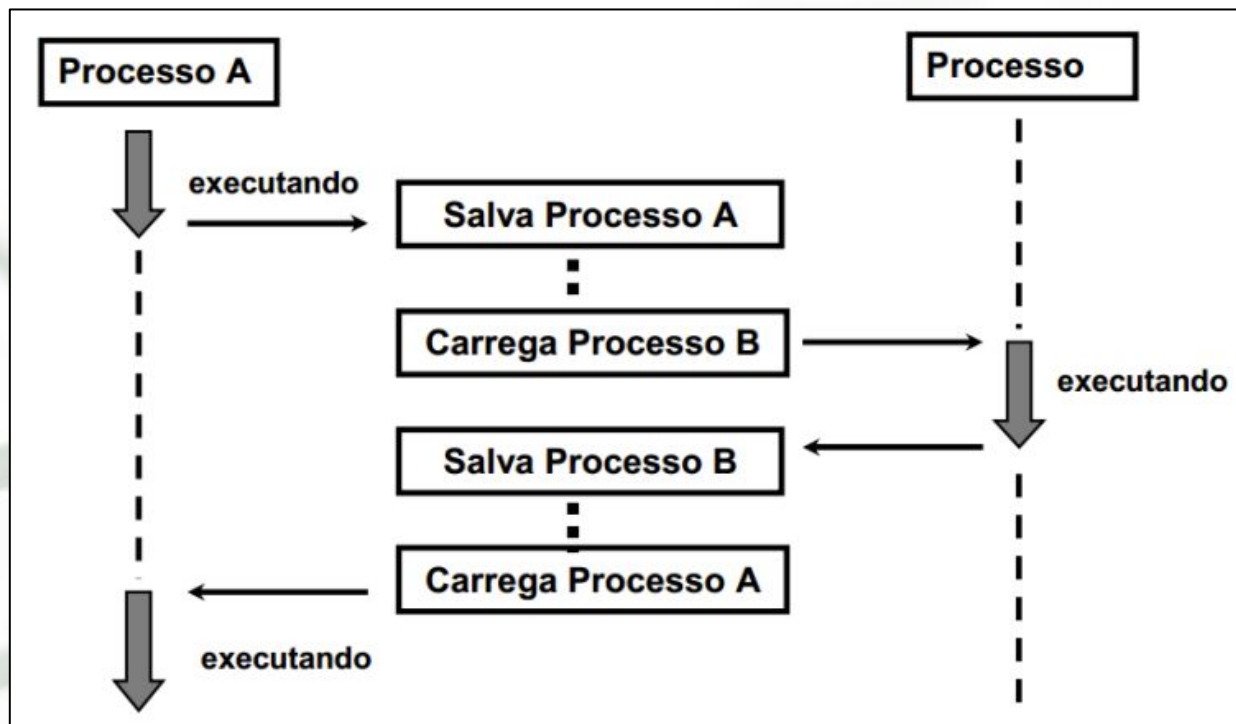 Processo A
Processo
executando
Salva Processo A
Carrega Processo B
executando
Salva Processo B
Carrega Processo A
executando